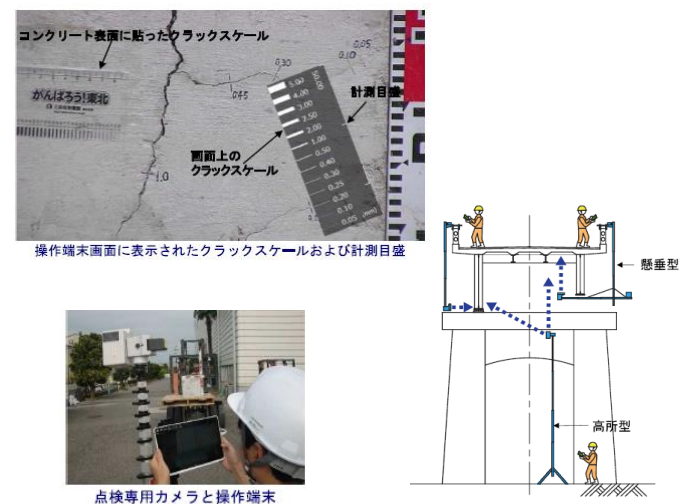 コンクリート表面に貼ったクラックスケール
がんばろう!東北
0.30
0.10
0.05
0.45
1.0
計測目盛
画面上の
クラックスケール
50.00
5.00
4.00
3.00
2.50
2.00
1.00
0.50
0.40
0.30
0.25
0.20
0.10
0.05 (mm)
操作端末画面に表示されたクラックスケールおよび計測目盛
懸垂型
高所型
点検専用カメラと操作端末